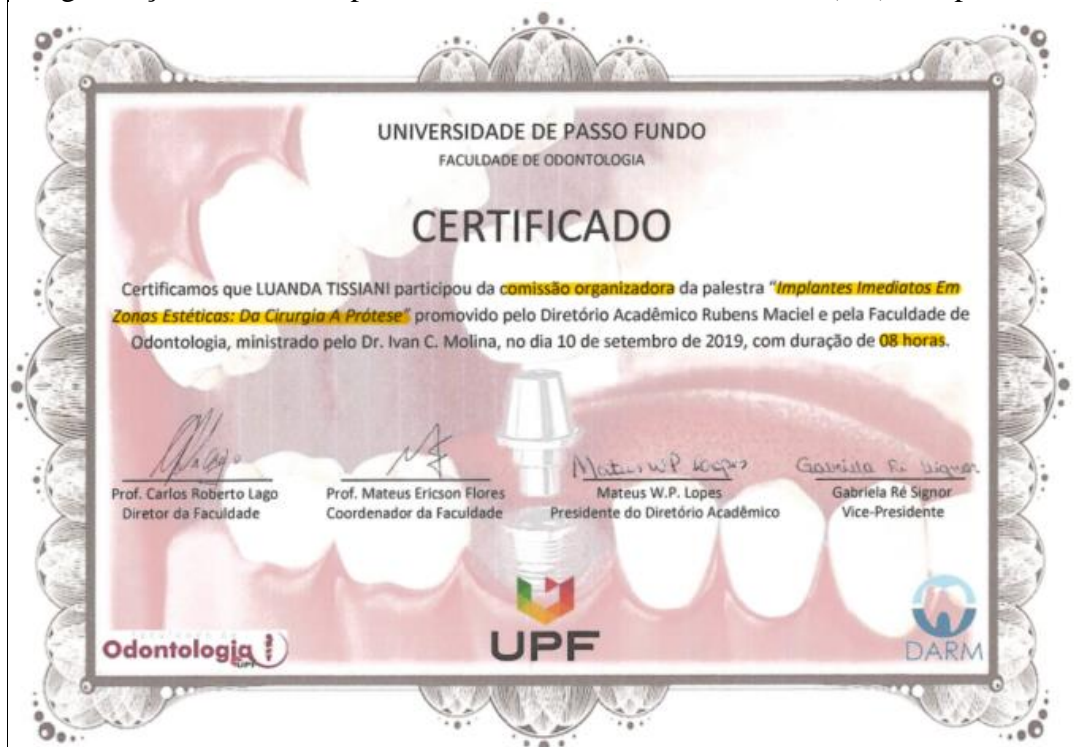 UNIVERSIDADE DE PASSO FUNDO
FACULDADE DE ODONTOLOGIA
CERTIFICADO
Certificamos que LUANDA TISSIANI participou da comissão organizadora da palestra “Implantes Imediatos Em
Zonas Estéticas: Da Cirurgia A Prótese” promovido pelo Diretório Acadêmico Rubens Maciel e pela Faculdade de
Odontologia, ministrado pelo Dr. Ivan C. Molina, no dia 10 de setembro de 2019, com duração de 08 horas.
Mateus W P Lopes
Gabriela Ré Signor
Prof. Carlos Roberto Lago
Diretor da Faculdade
Prof. Mateus Ericson Flores
Coordenador da Faculdade
Mateus W.P. Lopes
Presidente do Diretório Acadêmico
Gabriela Ré Signor
Vice-Presidente
Odontologia
UPF
UPF
DARM